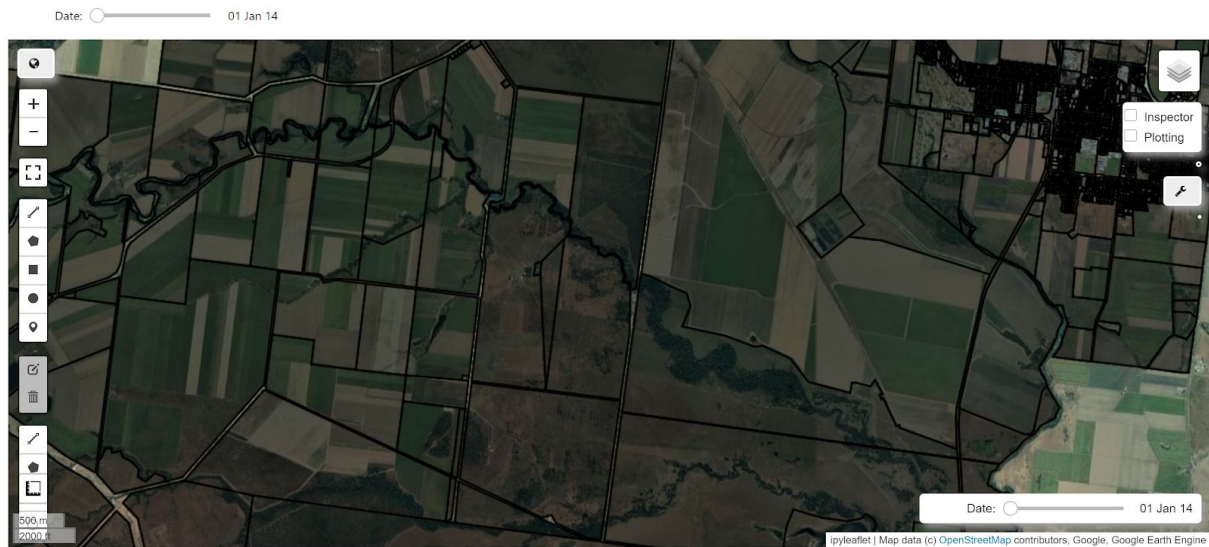 Date: 01 Jan 14
+
Inspector
−
Plotting
Date: 01 Jan 14
500 m
2000 ft
ipyleaflet | Map data (c) OpenStreetMap contributors, Google, Google Earth Engine